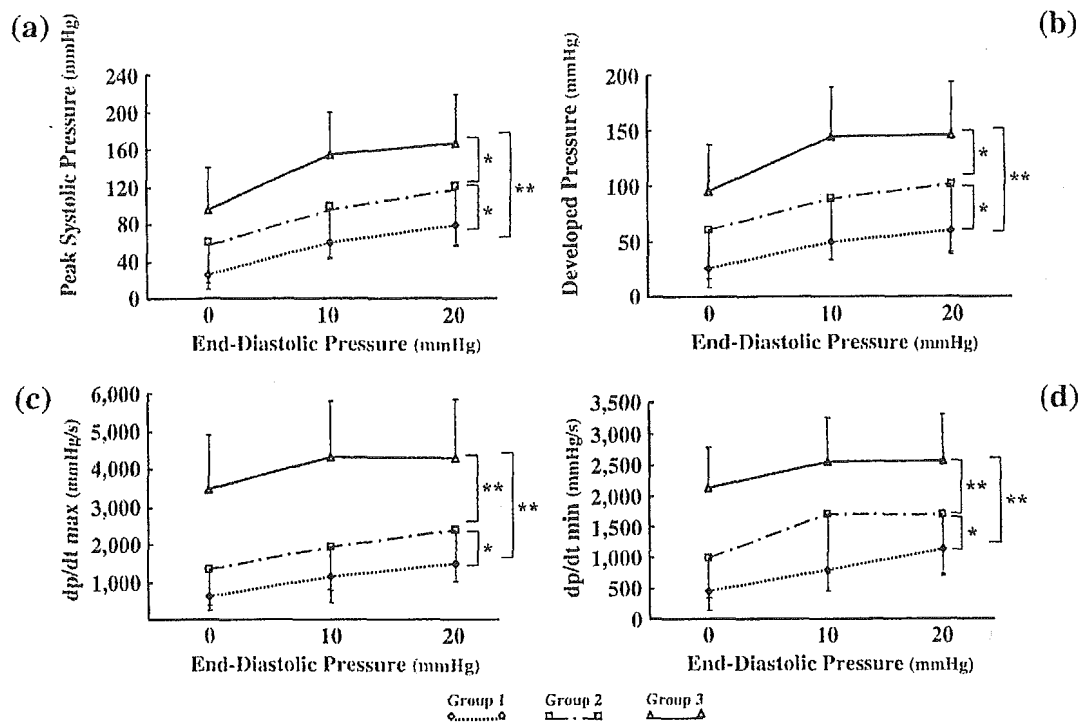 (a)
Peak Systolic Pressure (mmHg)
240
200
160
120
80
40
0
0 10 20
End-Diastolic Pressure (mmHg)
*
*
**
(b)
Developed Pressure (mmHg)
200
150
100
50
0
0 10 20
End-Diastolic Pressure (mmHg)
*
*
**
(c)
dp/dt max (mmHg/s)
6,000
5,000
4,000
3,000
2,000
1,000
0 10 20
End-Diastolic Pressure (mmHg)
**
*
**
(d)
dp/dt min (mmHg/s)
3,500
3,000
2,500
2,000
1,500
1,000
500
0
0 10 20
End-Diastolic Pressure (mmHg)
**
*
**
Group 1 Group 2 Group 3